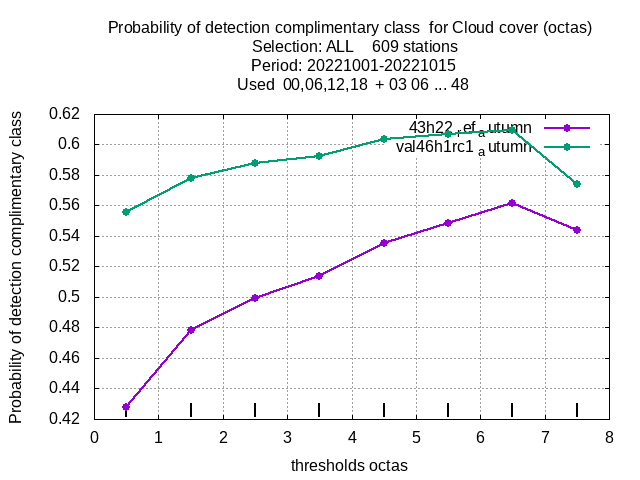 Probability of detection complimentary class  for Cloud cover (octas)
Selection: ALL    609 stations
Period: 20221001-20221015
Used  00,06,12,18  + 03 06 ... 48
Probability of detection complimentary class
0.62
0.6
0.58
0.56
0.54
0.52
0.5
0.48
0.46
0.44
0.42
43h22_ref_autumn
val46h1rc1_autumn
0 1 2 3 4 5 6 7 8
thresholds octas